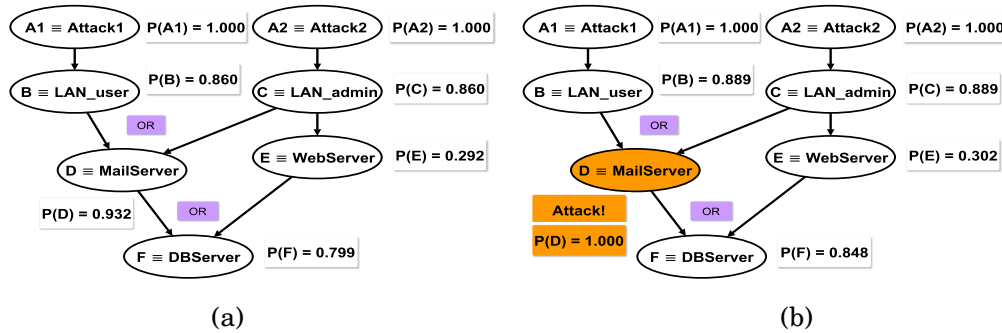 A1 ≡ Attack1
P(A1) = 1.000
A2 ≡ Attack2
P(A2) = 1.000
B ≡ LAN_user
P(B) = 0.860
C ≡ LAN_admin
P(C) = 0.860
OR
D ≡ MailServer
E ≡ WebServer
P(E) = 0.292
P(D) = 0.932
OR
F ≡ DBServer
P(F) = 0.799
(a)
A1 ≡ Attack1
P(A1) = 1.000
A2 ≡ Attack2
P(A2) = 1.000
B ≡ LAN_user
P(B) = 0.889
C ≡ LAN_admin
P(C) = 0.889
OR
D ≡ MailServer
E ≡ WebServer
P(E) = 0.302
Attack!
OR
P(D) = 1.000
F ≡ DBServer
P(F) = 0.848
(b)